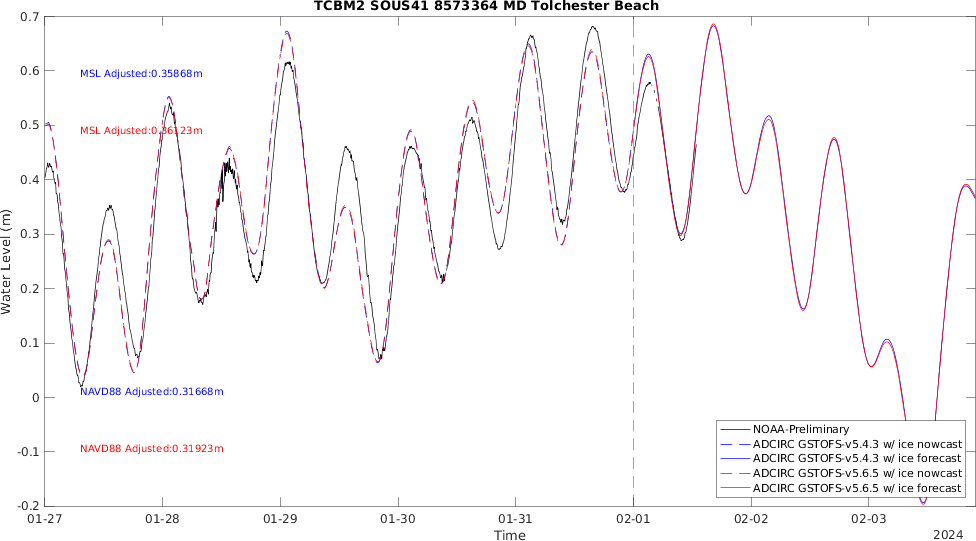 TCBM2 SOUS41 8573364 MD Tolchester Beach
0.7
0.6
0.5
0.4
0.3
0.2
0.1
0
-0.1
-0.2
Water Level (m)
MSL Adjusted:0.35868m
MSL Adjusted:0.36123m
NAVD88 Adjusted:0.31668m
NAVD88 Adjusted:0.31923m
NOAA-Preliminary
ADCIRC GSTOFS-v5.4.3 w/ ice nowcast
ADCIRC GSTOFS-v5.4.3 w/ ice forecast
ADCIRC GSTOFS-v5.6.5 w/ ice nowcast
ADCIRC GSTOFS-v5.6.5 w/ ice forecast
01-27 01-28 01-29 01-30 01-31 02-01 02-02 02-03
Time
2024